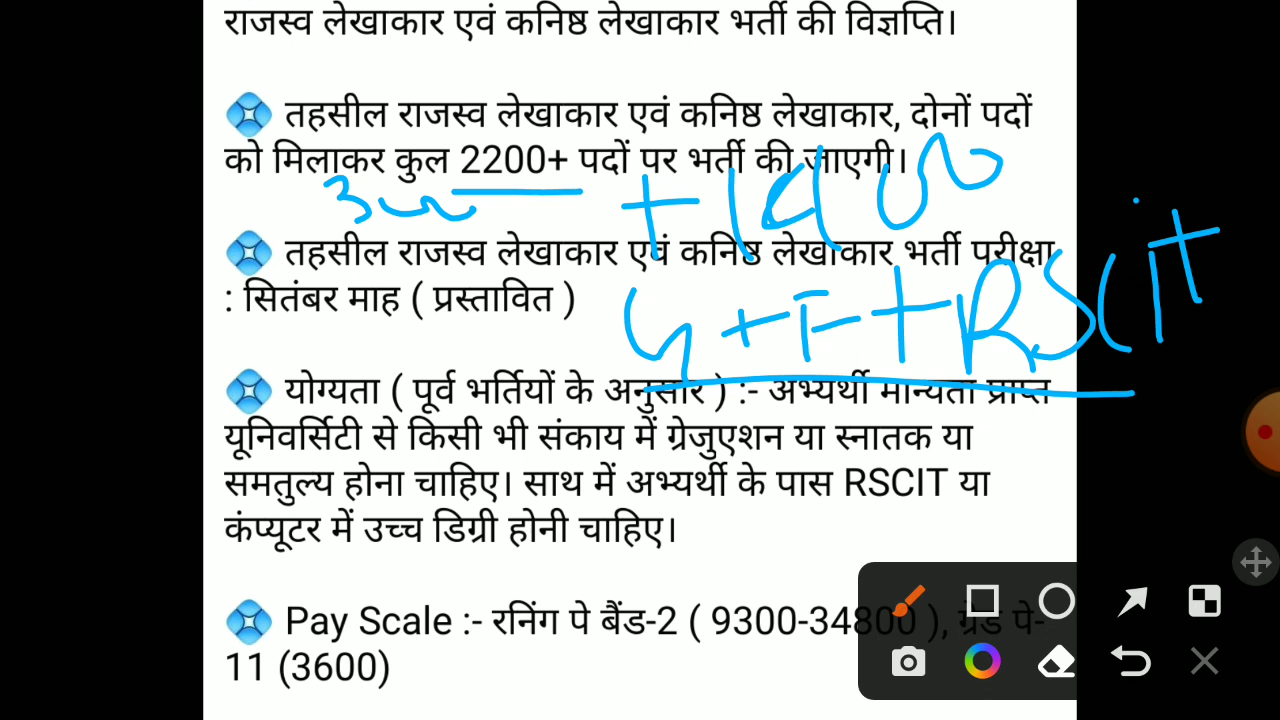 राजस्व लेखाकार एवं कनिष्ठ लेखाकार भर्ती की विज्ञप्ति।
तहसील राजस्व लेखाकार एवं कनिष्ठ लेखाकार, दोनों पदों
को मिलाकर कुल 2200+ पदों पर भर्ती की जाएगी।
तहसील राजस्व लेखाकार एवं कनिष्ठ लेखाकार भर्ती परीक्षा
: सितंबर माह ( प्रस्तावित )
+RSCIT
योग्यता ( पूर्व भर्तियों के अनुसार ) :- अभ्यर्थी मान्यता प्राप्त
यूनिवर्सिटी से किसी भी संकाय में ग्रेजुएशन या स्नातक या
समतुल्य होना चाहिए। साथ में अभ्यर्थी के पास RSCIT या
कंप्यूटर में उच्च डिग्री होनी चाहिए।
Pay Scale :- रनिंग पे बैंड-2 ( 9300-34800 ), ग्रेड पे-
11 (3600)